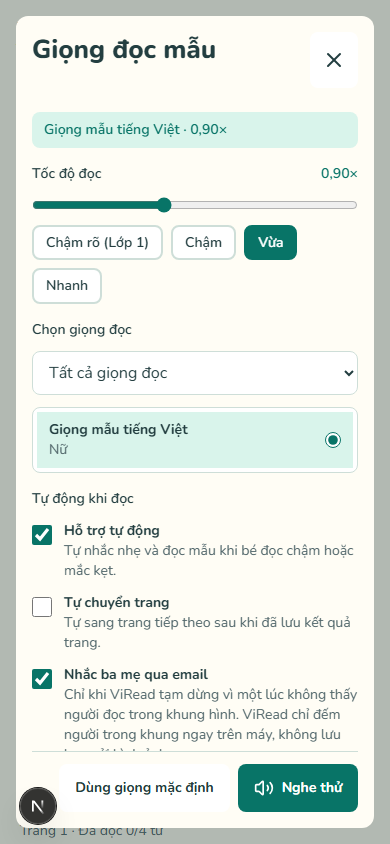 Giọng đọc mẫu
Giọng mẫu tiếng Việt · 0,90×
Tốc độ đọc 0,90×
Chậm rõ (Lớp 1) Chậm Vừa
Nhanh
Chọn giọng đọc
Tất cả giọng đọc
Giọng mẫu tiếng Việt
Nữ
Tự động khi đọc
Hỗ trợ tự động
Tự nhắc nhẹ và đọc mẫu khi bé đọc chậm hoặc
mắc kẹt.
Tự chuyển trang
Tự sang trang tiếp theo sau khi đã lưu kết quả
trang.
Nhắc ba mẹ qua email
Chỉ khi ViRead tạm dừng vì một lúc không thấy
người đọc trong khung hình. ViRead chỉ đếm
người trong khung ngay trên máy, không lưu
Dùng giọng mặc định Nghe thử
N
Trang 1 · Đã đọc 0/4 từ